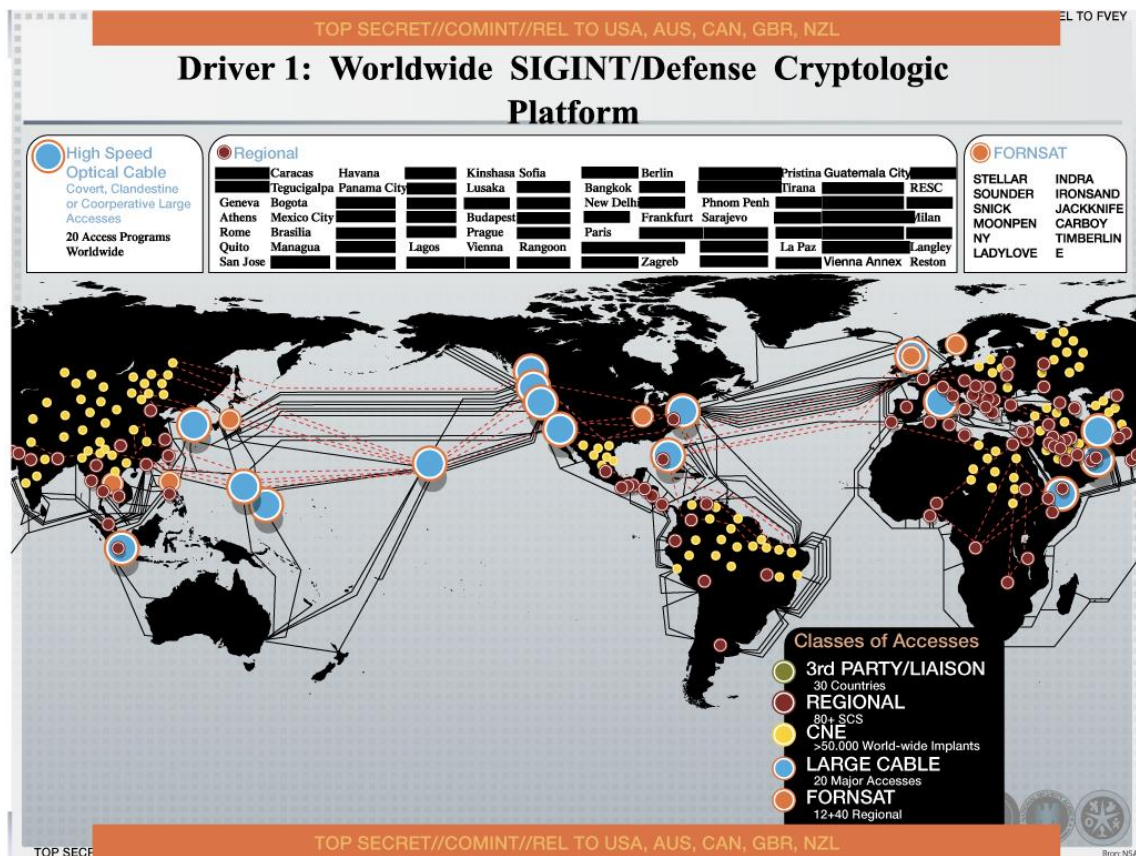 EL TO FVEY
TOP SECRET//COMINT//REL TO USA, AUS, CAN, GBR, NZL
Driver 1: Worldwide SIGINT/Defense Cryptologic
Platform
High Speed
Optical Cable
Covert, Clandestine
or Coorperative Large
Accesses
20 Access Programs
Worldwide
Regional
Caracas Havana Kinshasa Sofia Berlin Pristina Guatemala City
Tegucigalpa Panama City Lusaka Bangkok Tirana RESC
Geneva Bogota New Delhi Phnom Penh
Athens Mexico City Budapest Frankfurt Sarajevo Milan
Rome Brasilia Prague Paris
Quito Managua Lagos Vienna Rangoon La Paz Langley
San Jose Zagreb Vienna Annex Reston
FORNSAT
STELLAR INDRA
SOUNDER IRONSAND
SNICK JACKKNIFE
MOONPEN CARBOY
NY TIMBERLIN
LADYLOVE E
Classes of Accesses
3rd PARTY/LIAISON
30 Countries
REGIONAL
80+ SCS
CNE
>50.000 World-wide Implants
LARGE CABLE
20 Major Accesses
FORNSAT
12+40 Regional
TOP SECRET//COMINT//REL TO USA, AUS, CAN, GBR, NZL
TOP SECR
Bron: NSA